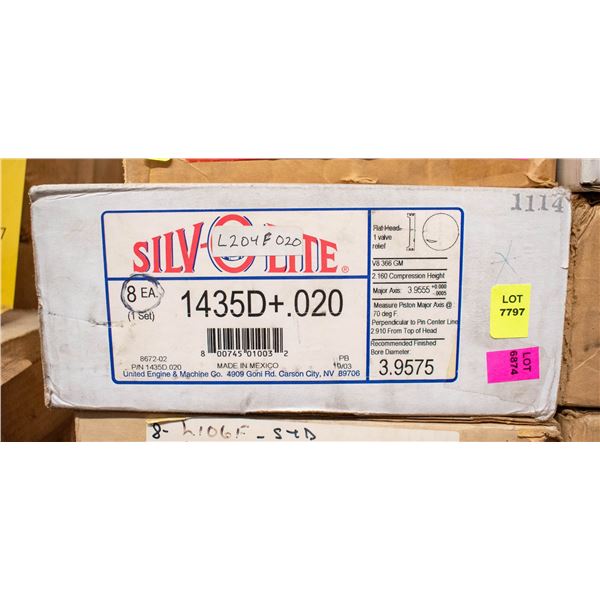 1114
SILV-O-LITE®
L204F 020
8 EA.
(1 Set)
1435D+.020
8 00745 01003 2
8672-02
P/N 1435D.020
MADE IN MEXICO
PB
10/03
United Engine & Machine Co. 4909 Goni Rd. Carson City, NV 89706
Flat Head-
1 valve
relief
V8 366 GM
2.160 Compression Height
Major Axis: 3.9555 +0.000 .0005
Measure Piston Major Axis @
70 deg F.
Perpendicular to Pin Center Line
2.910 From Top of Head
Recommended Finished
Bore Diameter:
3.9575
LOT
7797
LOT
6874
8- L106F - STD
7